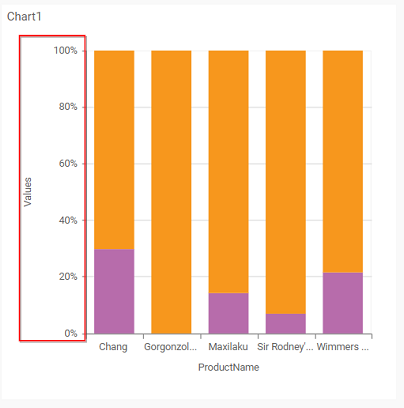 Chart1
100%
80%
60%
40%
20%
0%
Values
Chang Gorgonzol... Maxilaku Sir Rodney'... Wimmers ...
ProductName